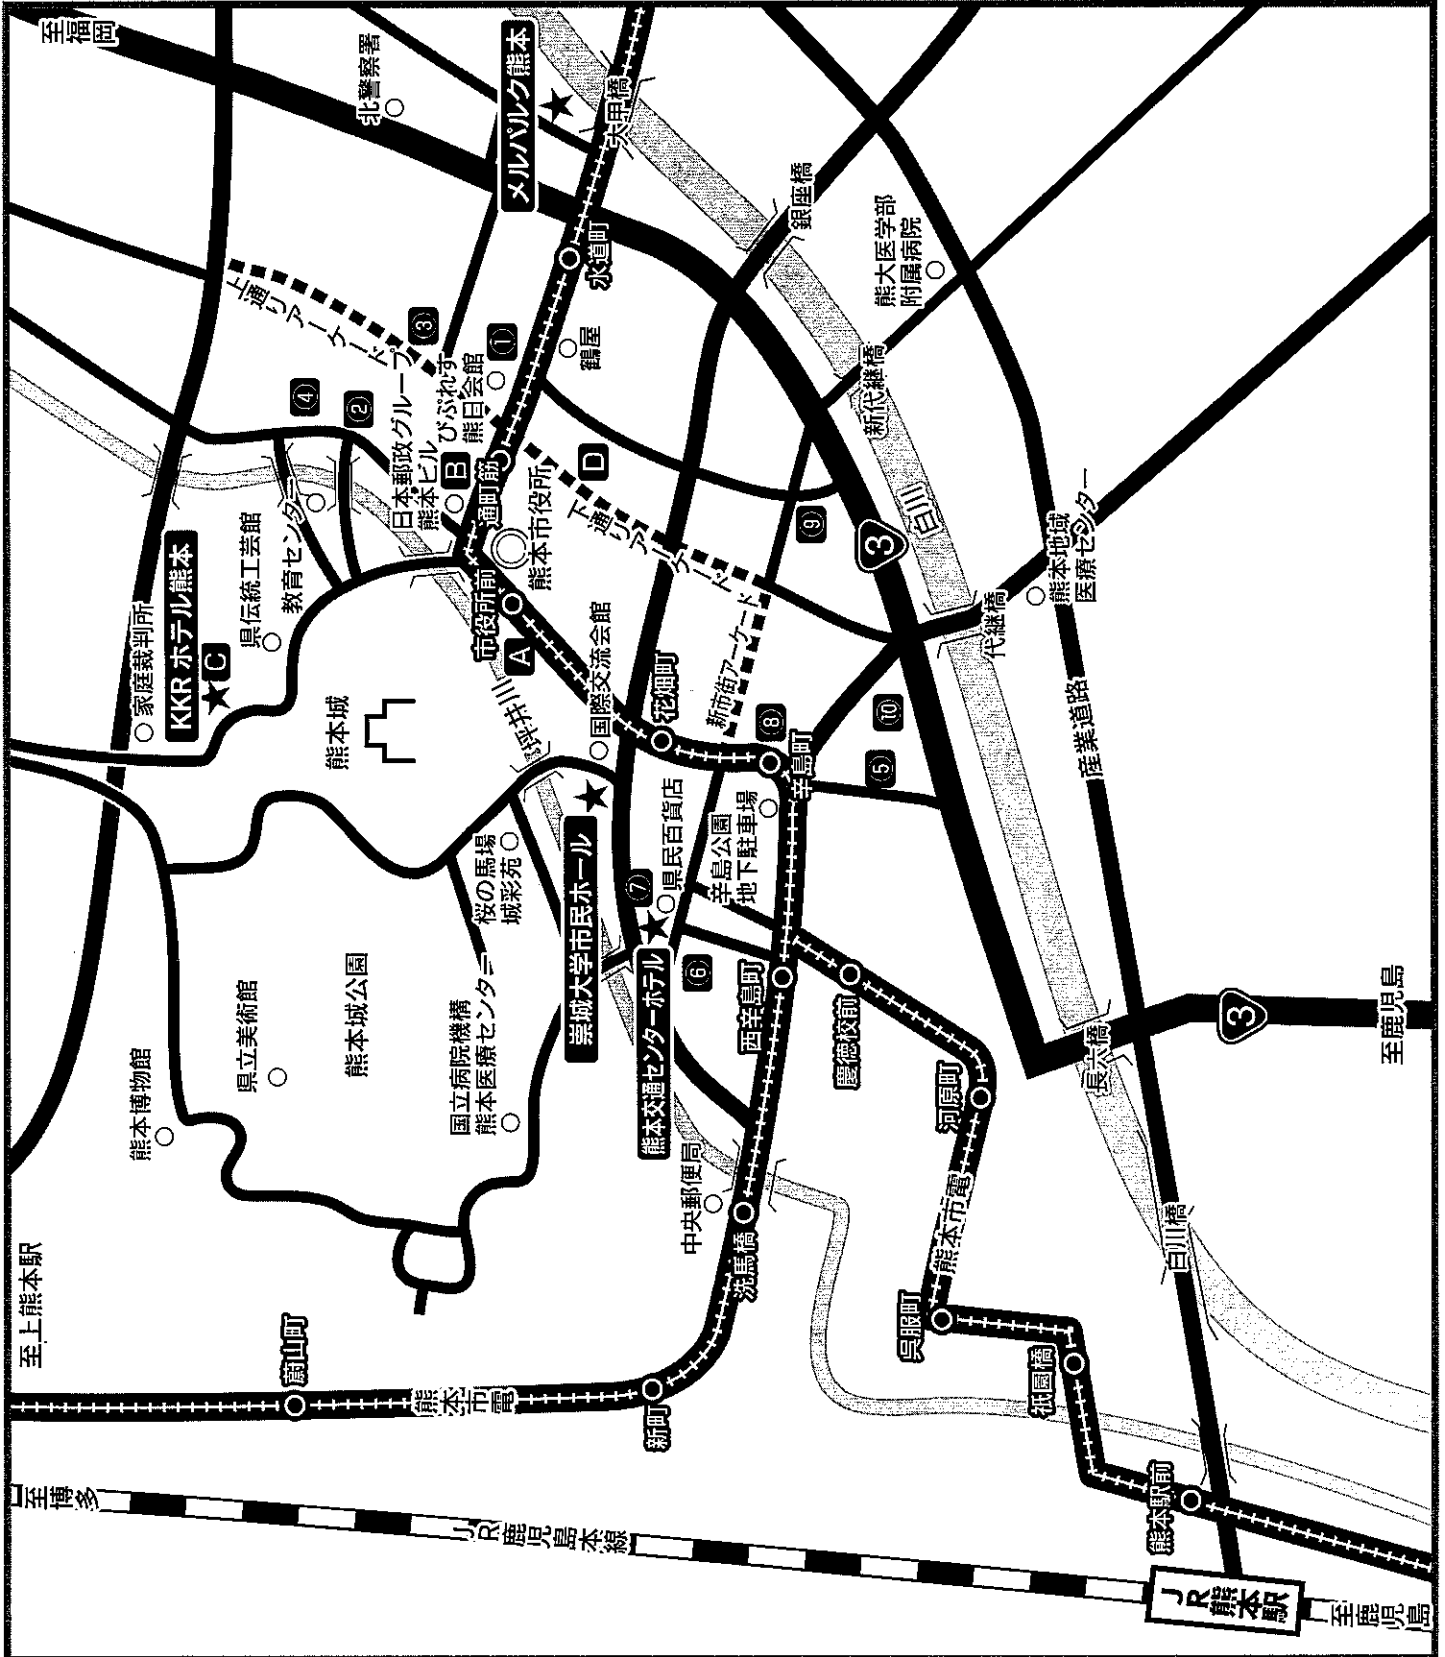 至上熊本駅
至博多
蔚山町
熊本市電
新町
JR鹿児島本線
JR熊本駅
至鹿児島
熊本駅前
祇園橋
呉服町
熊本市電
河原町
慶徳校前
西辛島町
洗馬橋
中央郵便局
熊本博物館
県立美術館
熊本城公園
国立病院機構
熊本医療センター
桜の馬場
城彩苑
崇城大学市民ホール
熊本交通センターホテル
⑥
⑦
県民百貨店
辛島公園
地下駐車場
辛島町
⑧
⑤
⑩
花畑町
国際交流会館
新市街アーケード
熊本城
坪井川
家庭裁判所
KKRホテル熊本
C
県伝統工芸館
教育センター
A
市役所前
熊本市役所
通町筋
B
日本郵政グループ
熊本ビル
びぷれす
熊日会館
①
②
③
④
上通りアーケード
下通りアーケード
D
⑨
鶴屋
水道町
メルパルク熊本
大甲橋
北警察署
至福岡
銀座橋
熊大医学部
附属病院
新代継橋
白川
3
代継橋
熊本地域
医療センター
産業道路
長六橋
3
至鹿児島
白川橋